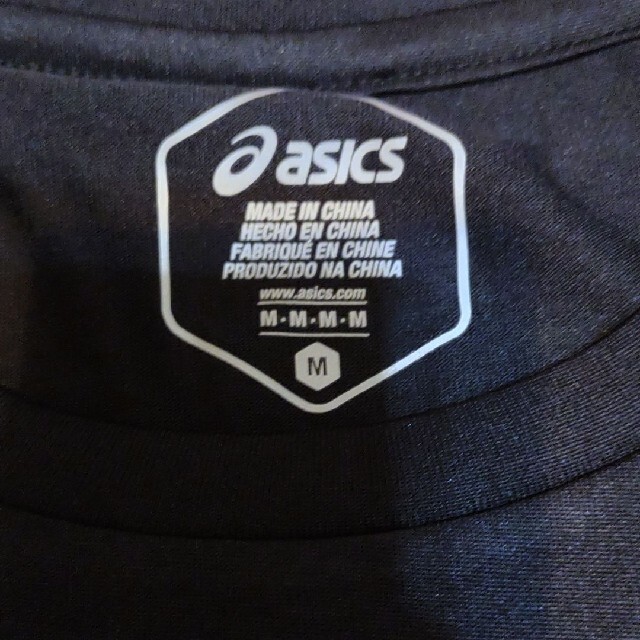 asics
MADE IN CHINA
HECHO EN CHINA
FABRIQUÉ EN CHINE
PRODUZIDO NA CHINA
www.asics.com
M·M·M·M
M